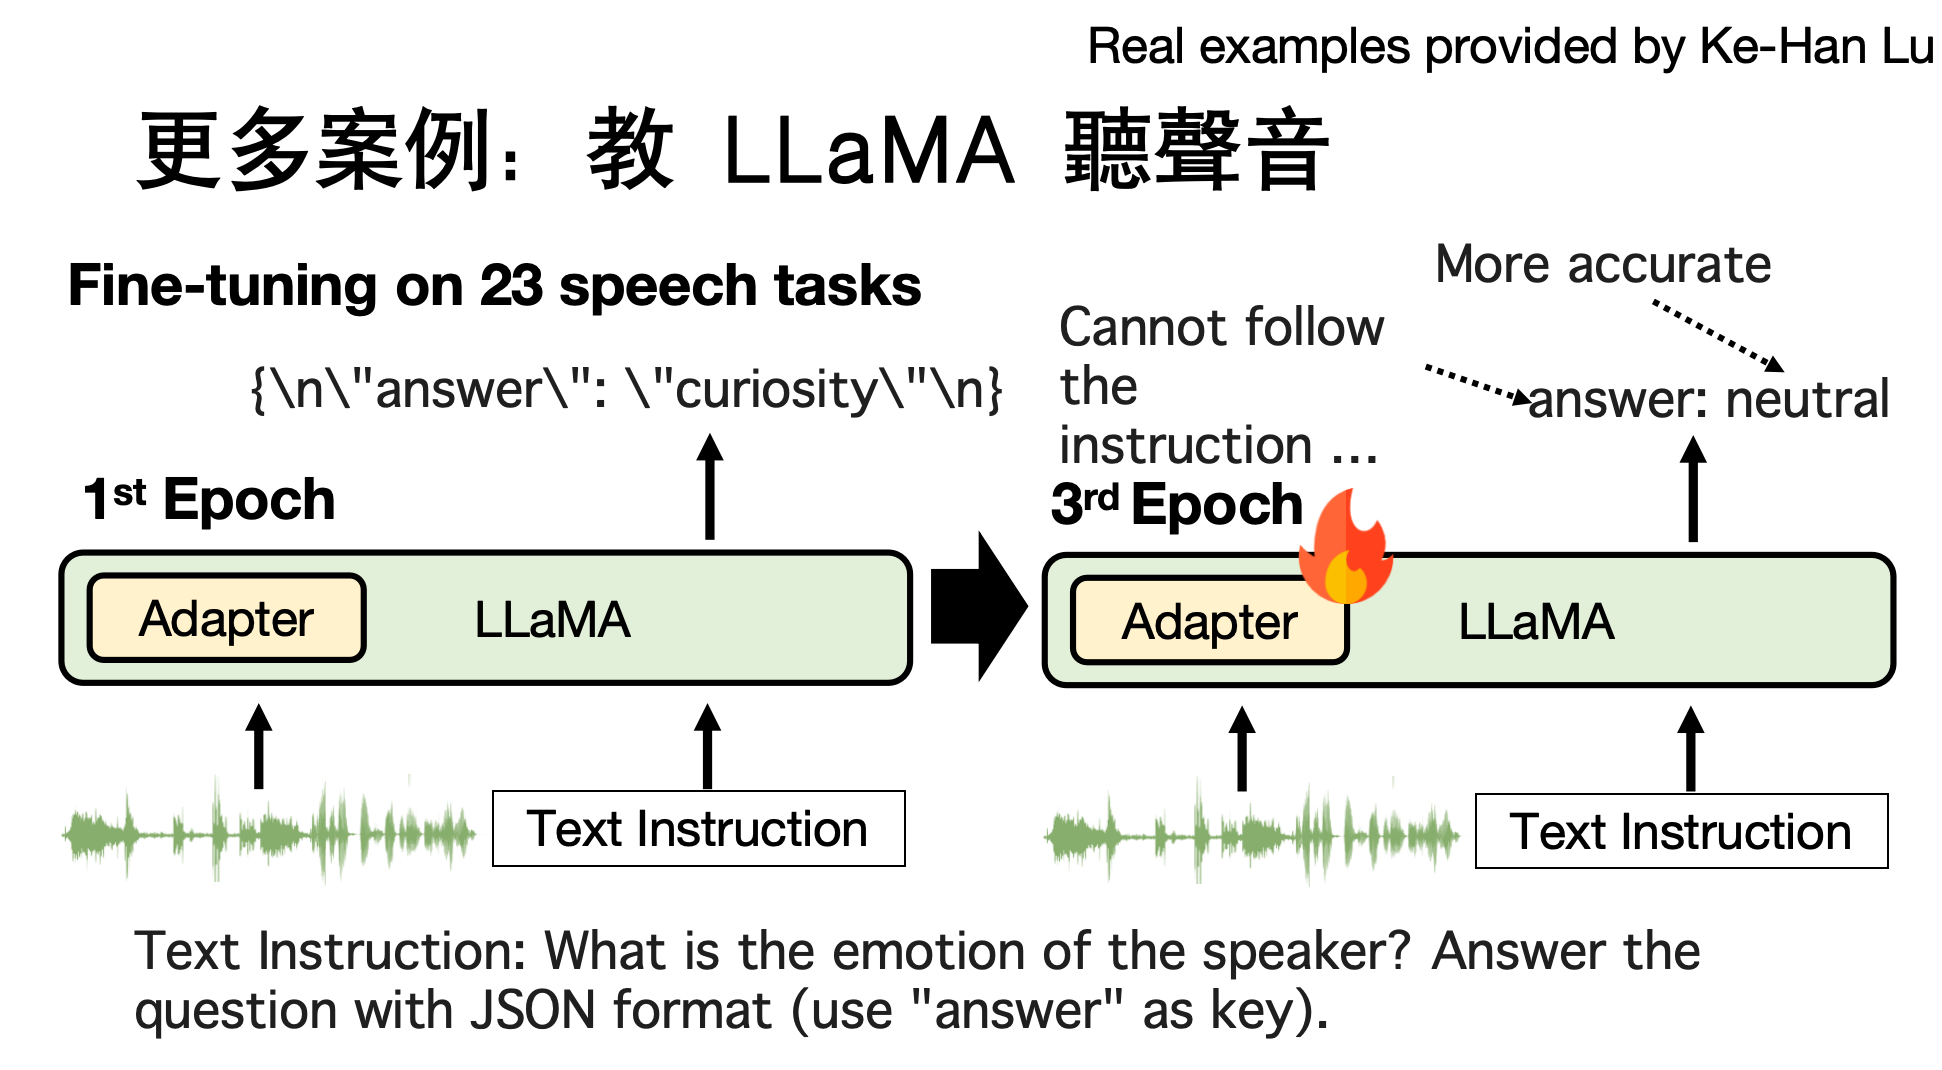 Real examples provided by Ke-Han Lu
更多案例：教 LLaMA 聽聲音
Fine-tuning on 23 speech tasks
{\n\"answer\": \"curiosity\"\n}
1st Epoch
Adapter
LLaMA
Text Instruction
More accurate
Cannot follow
the
instruction ...
answer: neutral
3rd Epoch
Adapter
LLaMA
Text Instruction
Text Instruction: What is the emotion of the speaker? Answer the
question with JSON format (use "answer" as key).